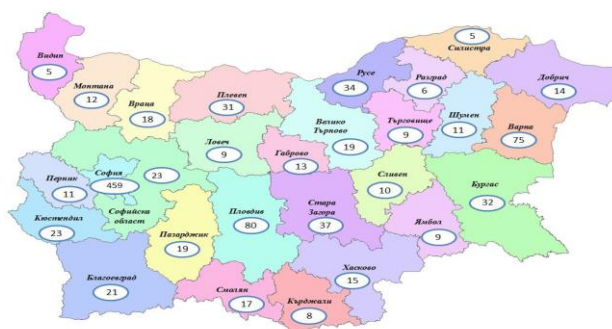 Видин
5
Монтана
12
Враца
18
Плевен
31
Русе
34
Силистра
5
Разград
6
Добрич
14
Велико
Търново
19
Търговище
9
Шумен
11
Варна
75
Ловеч
9
Габрово
13
Перник
11
София
459
23
Софийска
област
Кюстендил
23
Пазарджик
19
Пловдив
80
Стара
Загора
37
Сливен
10
Ямбол
9
Бургас
32
Благоевград
21
Смолян
17
Кърджали
8
Хасково
15